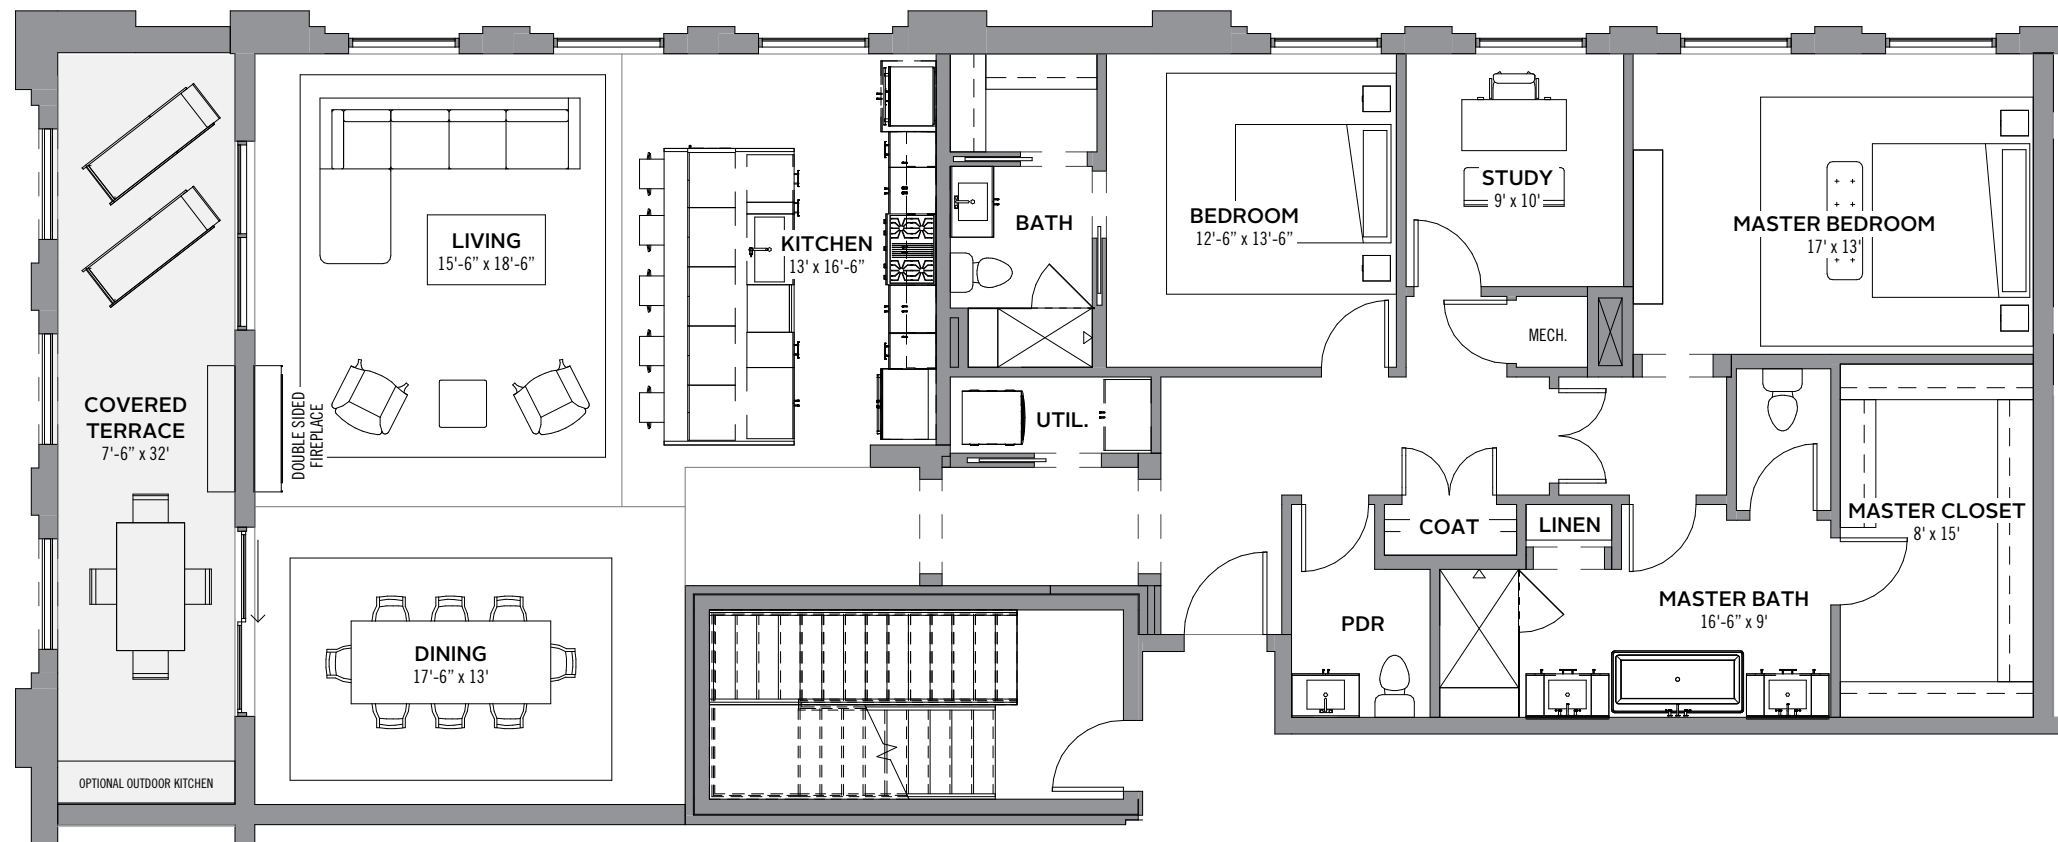 COVERED
TERRACE
7'-6" x 32'
OPTIONAL OUTDOOR KITCHEN
DOUBLE SIDED
FIREPLACE
LIVING
15'-6" x 18'-6"
KITCHEN
13' x 16'-6"
DINING
17'-6" x 13'
BATH
UTIL.
BEDROOM
12'-6" x 13'-6"
STUDY
9' x 10'
MECH.
MASTER BEDROOM
17' x 13'
COAT
LINEN
PDR
MASTER BATH
16'-6" x 9'
MASTER CLOSET
8' x 15'